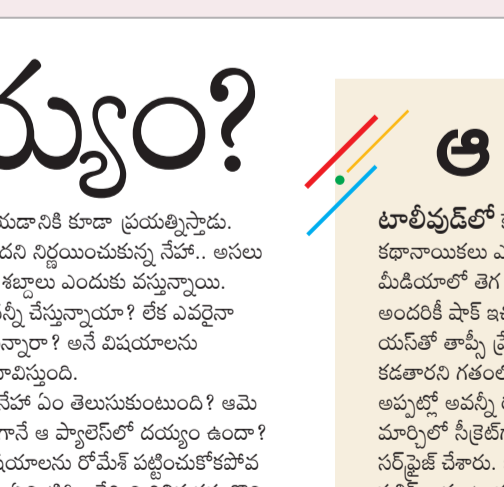 య్యం?
యడానికి కూడా ప్రయత్నిస్తాడు.
దని నిర్ణయించుకున్న నేహా.. అసలు
శబ్దాలు ఎందుకు వస్తున్నాయి.
న్నీ చేస్తున్నాయా? లేక ఎవరైనా
న్నారా? అనే విషయాలను
ావిస్తుంది.
నేహా ఏం తెలుసుకుంటుంది? ఆమె
గానే ఆ ప్యాలెస్‌లో దయ్యం ఉందా?
షయాలను రోమేశ్ పట్టించుకోకపోవ
ఆ
టాలీవుడ్‌లో
కథానాయికలు
మీడియాలో తెగ
అందరికీ షాక్
యస్‌తో తాప్సీ
కడతారని గతంలో
అప్పట్లో అవన్నీ
మార్చిలో సీక్రెట్‌గ
సర్‌ప్రైజ్ చేశారు.